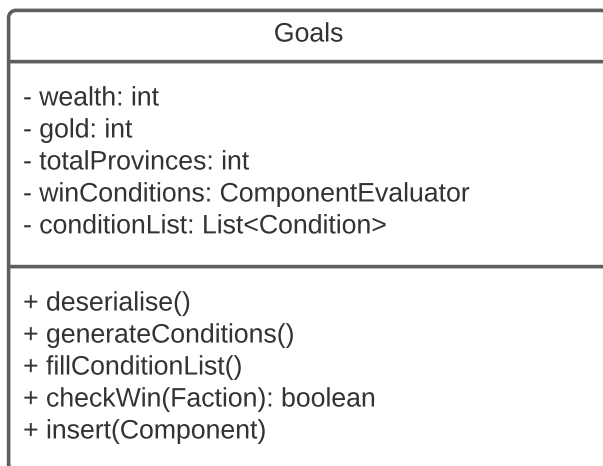 Goals
- wealth: int
- gold: int
- totalProvinces: int
- winConditions: ComponentEvaluator
- conditionList: List<Condition>
+ deserialise()
+ generateConditions()
+ fillConditionList()
+ checkWin(Faction): boolean
+ insert(Component)